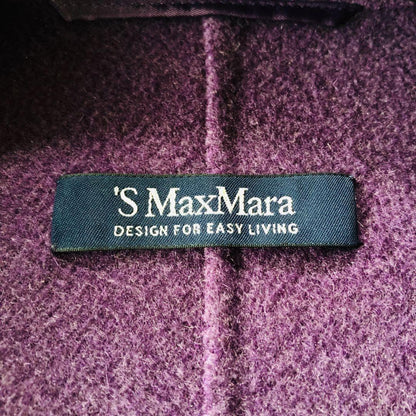 'S MaxMara
DESIGN FOR EASY LIVING